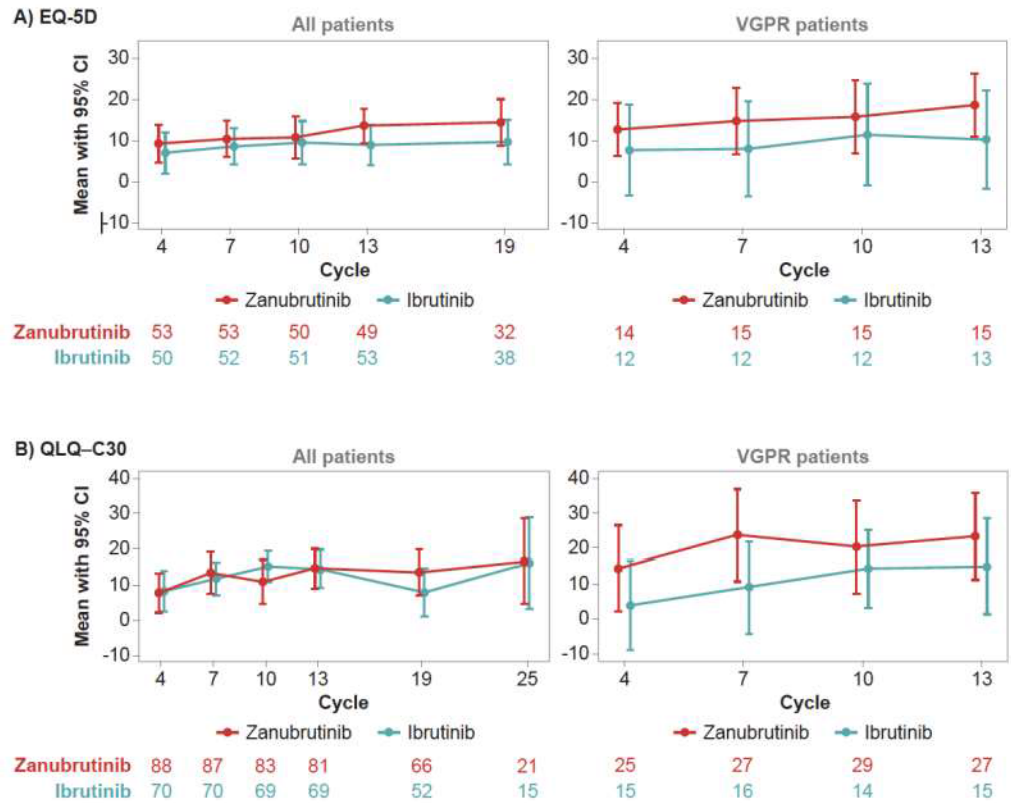 A) EQ-5D
All patients
VGPR patients
Mean with 95% CI
30
20
10
0
-10
4 7 10 13 19
Cycle
Zanubrutinib Ibrutinib
30
20
10
0
-10
4 7 10 13
Cycle
Zanubrutinib Ibrutinib
Zanubrutinib 53 53 50 49 32 14 15 15 15
Ibrutinib 50 52 51 53 38 12 12 12 13
B) QLQ–C30
All patients
VGPR patients
Mean with 95% CI
40
30
20
10
0
-10
4 7 10 13 19 25
Cycle
Zanubrutinib Ibrutinib
40
30
20
10
0
-10
4 7 10 13
Cycle
Zanubrutinib Ibrutinib
Zanubrutinib 88 87 83 81 66 21 25 27 29 27
Ibrutinib 70 70 69 69 52 15 15 16 14 15